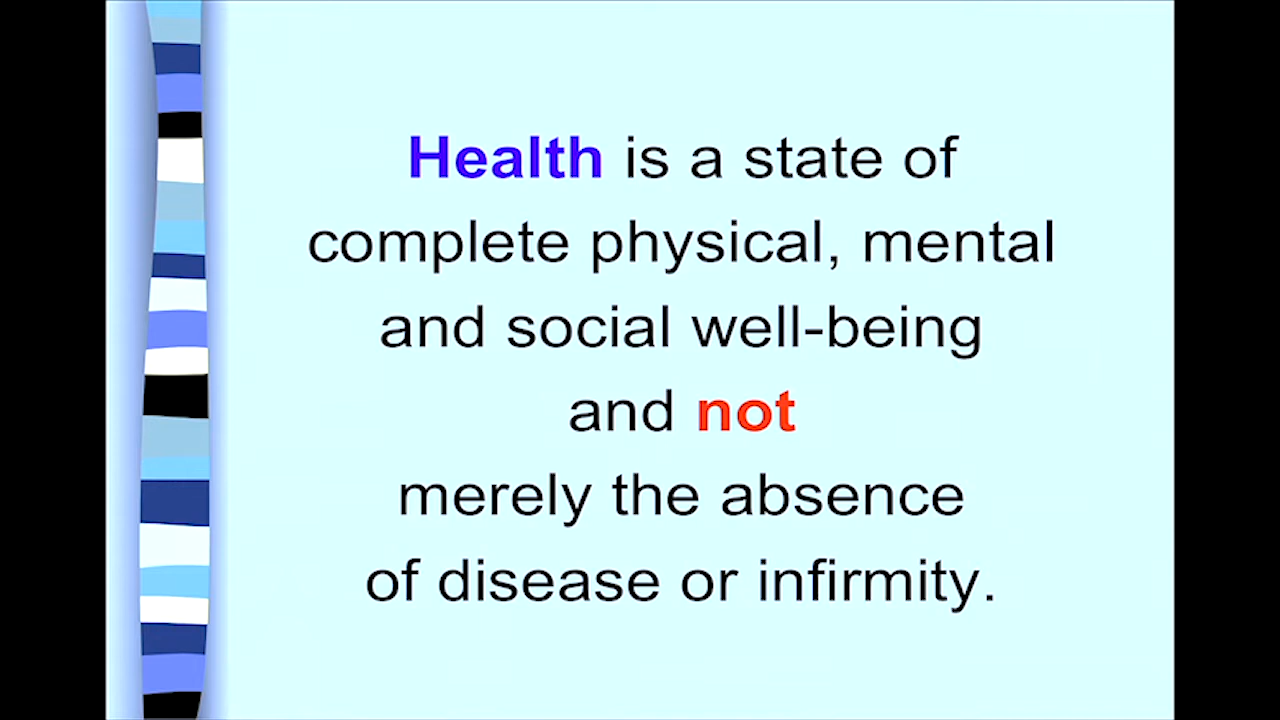 Health is a state of
complete physical, mental
and social well-being
and not
merely the absence
of disease or infirmity.